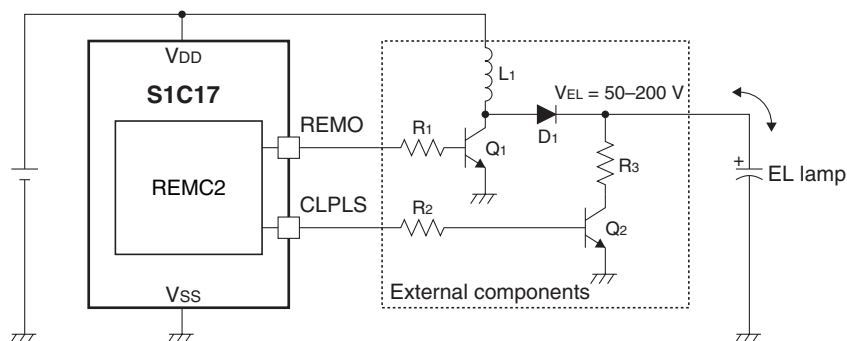 VDD
S1C17
REMC2
REMO
CLPLS
VSS
R1
R2
L1
Q1
VEL = 50–200 V
D1
R3
Q2
External components
+
EL lamp